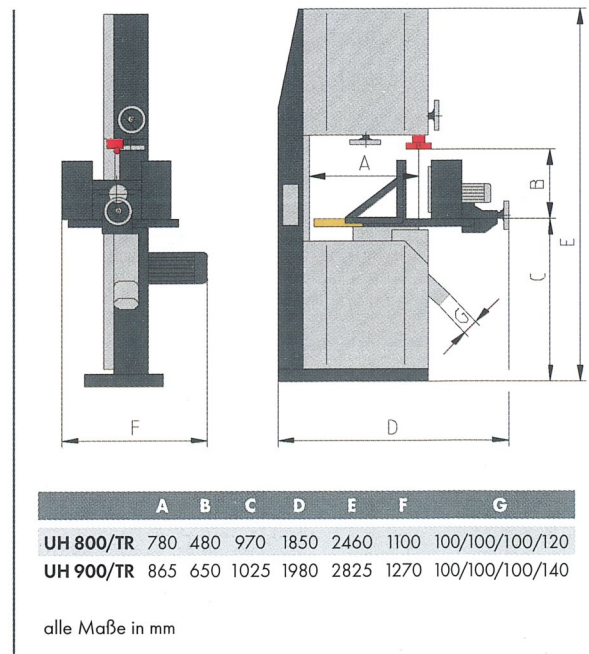 A
B
C
D
E
F
G
A B C D E F G
UH 800/TR 780 480 970 1850 2460 1100 100/100/100/120
UH 900/TR 865 650 1025 1980 2825 1270 100/100/100/140
alle Maße in mm